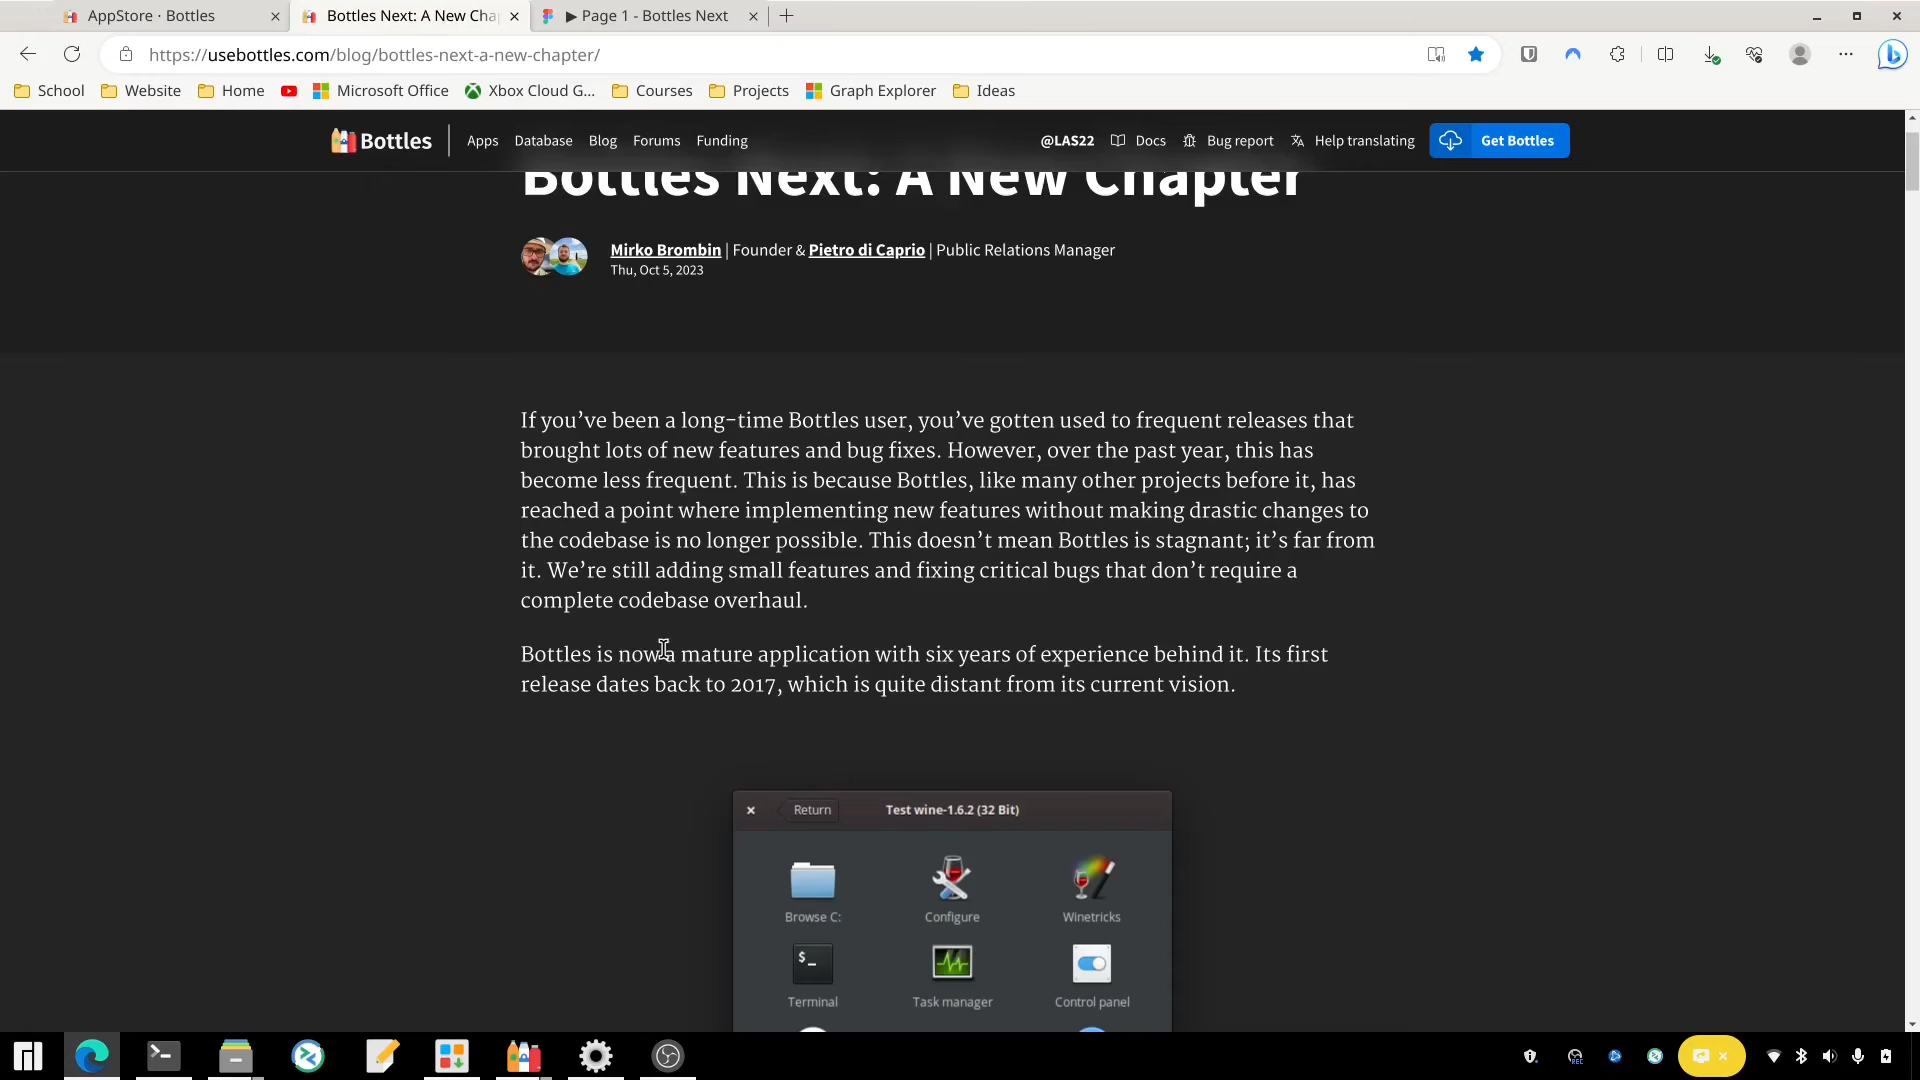 AppStore · Bottles
Bottles Next: A New Cha
▶ Page 1 - Bottles Next
https://usebottles.com/blog/bottles-next-a-new-chapter/
School
Website
Home
Microsoft Office
Xbox Cloud G...
Courses
Projects
Graph Explorer
Ideas
Bottles
Apps
Database
Blog
Forums
Funding
@LAS22
Docs
Bug report
Help translating
Get Bottles
Bottles Next: A New Chapter
Mirko Brombin | Founder & Pietro di Caprio | Public Relations Manager
Thu, Oct 5, 2023
If you’ve been a long-time Bottles user, you’ve gotten used to frequent releases that
brought lots of new features and bug fixes. However, over the past year, this has
become less frequent. This is because Bottles, like many other projects before it, has
reached a point where implementing new features without making drastic changes to
the codebase is no longer possible. This doesn’t mean Bottles is stagnant; it’s far from
it. We’re still adding small features and fixing critical bugs that don’t require a
complete codebase overhaul.
Bottles is now a mature application with six years of experience behind it. Its first
release dates back to 2017, which is quite distant from its current vision.
Return
Test wine-1.6.2 (32 Bit)
Browse C:
Configure
Winetricks
$_
Terminal
Task manager
Control panel
REC